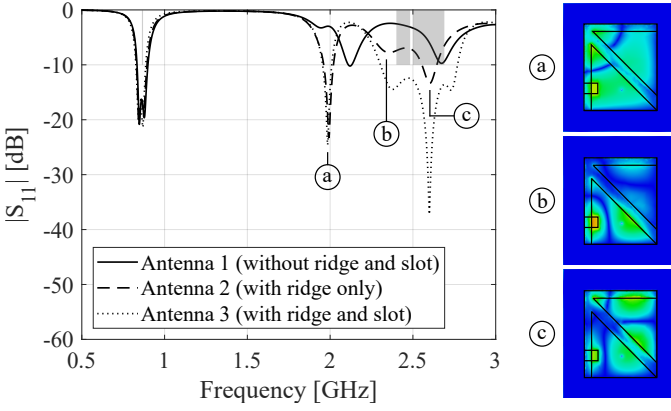 0
-10
-20
-30
-40
-50
-60
|S11| [dB]
a
b
c
Antenna 1 (without ridge and slot)
Antenna 2 (with ridge only)
Antenna 3 (with ridge and slot)
0.5
1
1.5
2
2.5
3
Frequency [GHz]
a
b
c